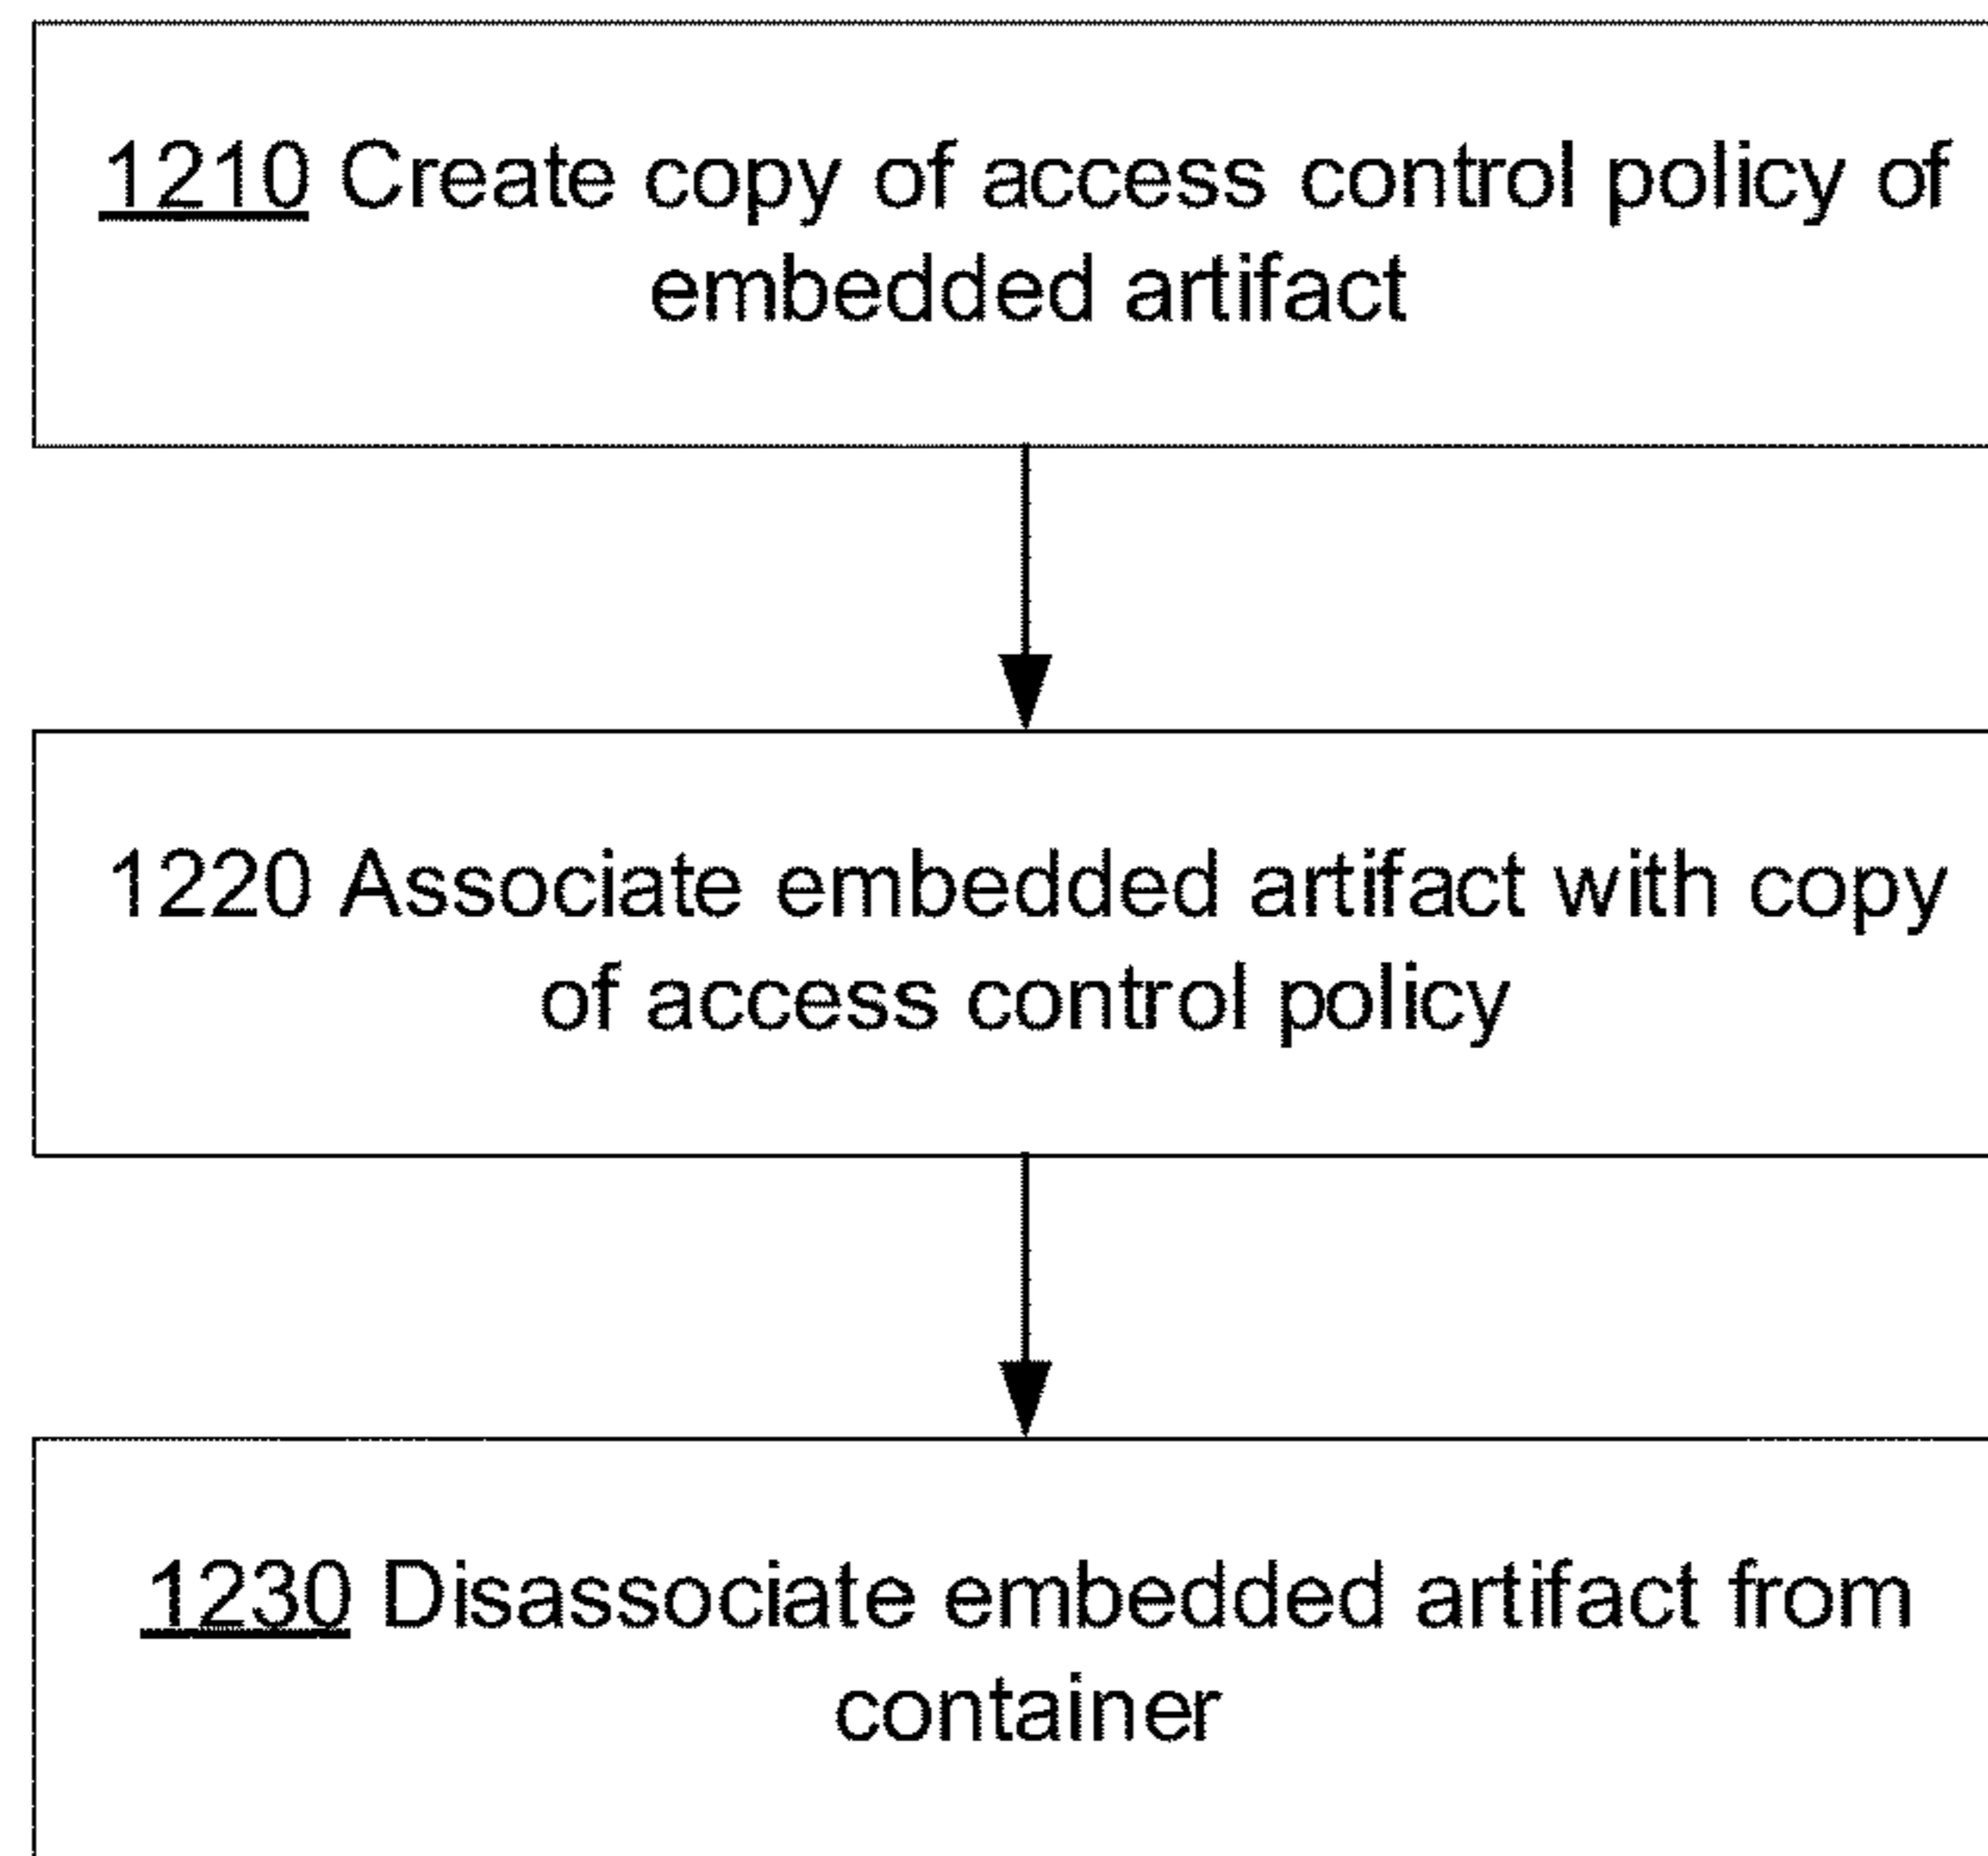 1210 Create copy of access control policy of
embedded artifact
1220 Associate embedded artifact with copy
of access control policy
1230 Disassociate embedded artifact from
container